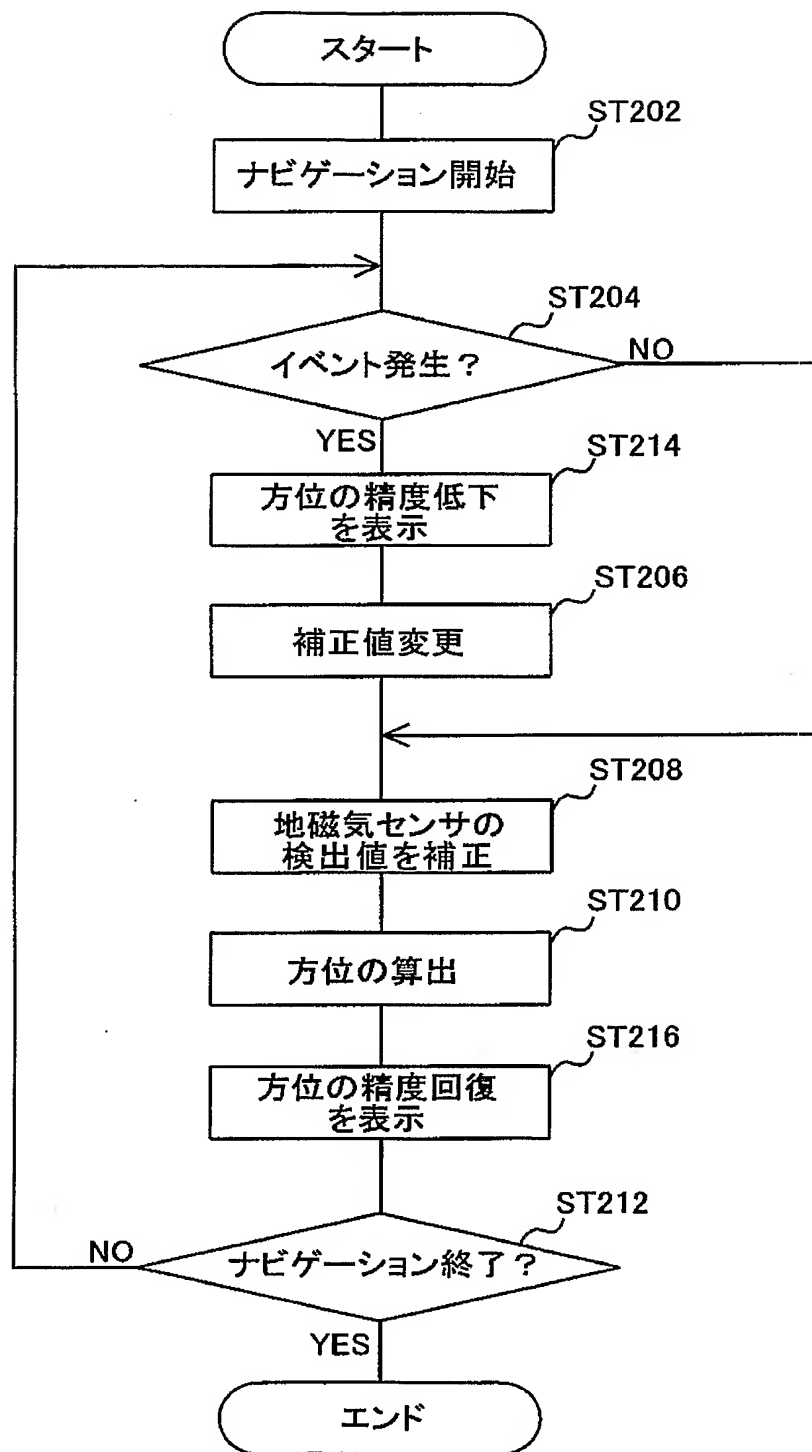 スタート
ST202
ナビゲーション開始
ST204
イベント発生？
NO
YES
ST214
方位の精度低下
を表示
ST206
補正値変更
ST208
地磁気センサの
検出値を補正
ST210
方位の算出
ST216
方位の精度回復
を表示
ST212
NO
ナビゲーション終了？
YES
エンド